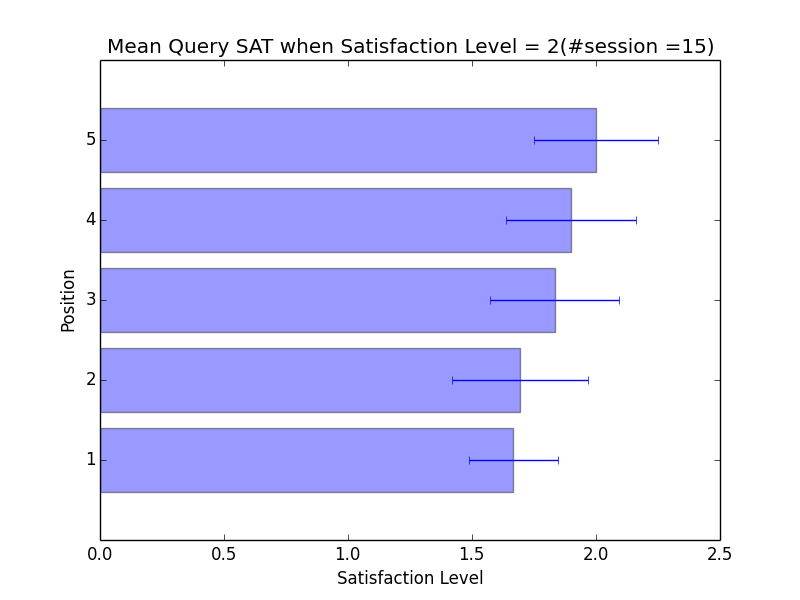 Mean Query SAT when Satisfaction Level = 2(#session =15)
Position
5
4
3
2
1
0.0 0.5 1.0 1.5 2.0 2.5
Satisfaction Level